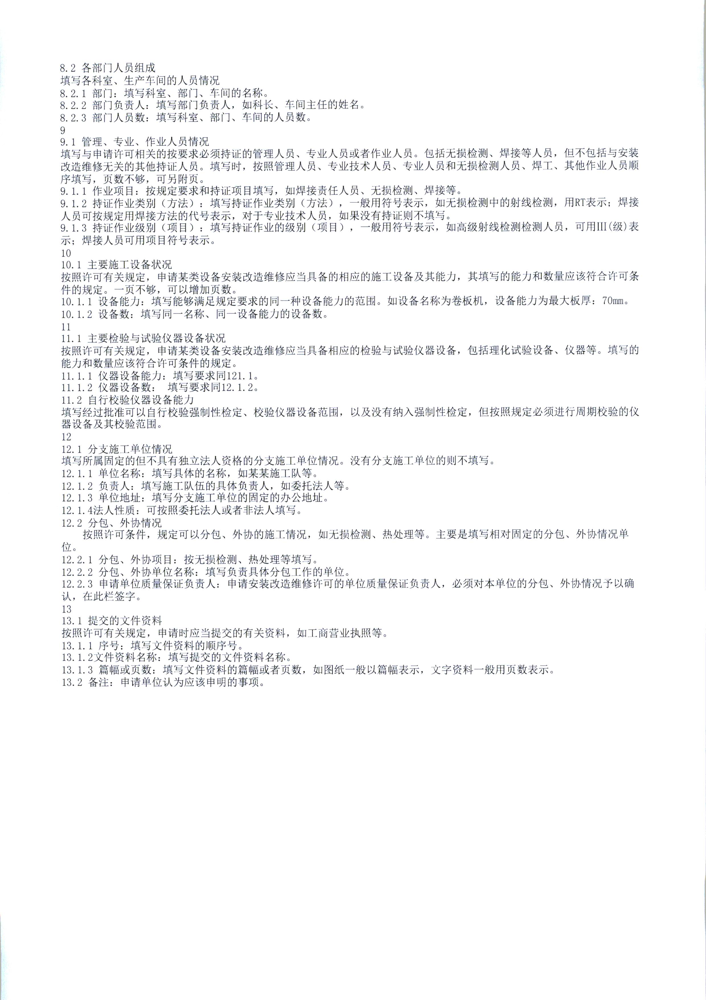 8.2 各部门人员组成
填写各科室、生产车间的人员情况
8.2.1 部门：填写科室、部门、车间的名称。
8.2.2 部门负责人：填写部门负责人，如科长、车间主任的姓名。
8.2.3 部门人员数：填写科室、部门、车间的人员数。
9
9.1 管理、专业、作业人员情况
填写与申请许可相关的按要求必须持证的管理人员、专业人员或者作业人员。包括无损检测、焊接等人员，但不包括与安装
改造维修无关的其他持证人员。填写时，按照管理人员、专业技术人员、专业人员和无损检测人员、焊工、其他作业人员顺
序填写，页数不够，可另附页。
9.1.1 作业项目：按规定要求和持证项目填写，如焊接责任人员、无损检测、焊接等。
9.1.2 持证作业类别（方法）：填写持证作业类别（方法），一般用符号表示，如无损检测中的射线检测，用RT表示；焊接
人员可按规定用焊接方法的代号表示，对于专业技术人员，如果没有持证则不填写。
9.1.3 持证作业级别（项目）：填写持证作业的级别（项目），一般用符号表示，如高级射线检测检测人员，可用III(级)表
示；焊接人员可用项目符号表示。
10
10.1 主要施工设备状况
按照许可有关规定，申请某类设备安装改造维修应当具备的相应的施工设备及其能力，其填写的能力和数量应该符合许可条
件的规定。一页不够，可以增加页数。
10.1.1 设备能力：填写能够满足规定要求的同一种设备能力的范围。如设备名称为卷板机，设备能力为最大板厚：70mm。
10.1.2 设备数：填写同一名称、同一设备能力的设备数。
11
11.1 主要检验与试验仪器设备状况
按照许可有关规定，申请某类设备安装改造维修应当具备相应的检验与试验仪器设备，包括理化试验设备、仪器等。填写的
能力和数量应该符合许可条件的规定。
11.1.1 仪器设备能力：填写要求同121.1。
11.1.2 仪器设备数： 填写要求同12.1.2。
11.2 自行校验仪器设备能力
填写经过批准可以自行校验强制性检定、校验仪器设备范围，以及没有纳入强制性检定，但按照规定必须进行周期校验的仪
器设备及其校验范围。
12
12.1 分支施工单位情况
填写所属固定的但不具有独立法人资格的分支施工单位情况。没有分支施工单位的则不填写。
12.1.1 单位名称：填写具体的名称，如某某施工队等。
12.1.2 负责人：填写施工队伍的具体负责人，如委托法人等。
12.1.3 单位地址：填写分支施工单位的固定的办公地址。
12.1.4法人性质：可按照委托法人或者非法人填写。
12.2 分包、外协情况
按照许可条件，规定可以分包、外协的施工情况，如无损检测、热处理等。主要是填写相对固定的分包、外协情况单
位。
12.2.1 分包、外协项目：按无损检测、热处理等填写。
12.2.2 分包、外协单位名称：填写负责具体分包工作的单位。
12.2.3 申请单位质量保证负责人：申请安装改造维修许可的单位质量保证负责人，必须对本单位的分包、外协情况予以确
认，在此栏签字。
13
13.1 提交的文件资料
按照许可有关规定，申请时应当提交的有关资料，如工商营业执照等。
13.1.1 序号：填写文件资料的顺序号。
13.1.2文件资料名称：填写提交的文件资料名称。
13.1.3 篇幅或页数：填写文件资料的篇幅或者页数，如图纸一般以篇幅表示，文字资料一般用页数表示。
13.2 备注：申请单位认为应该申明的事项。